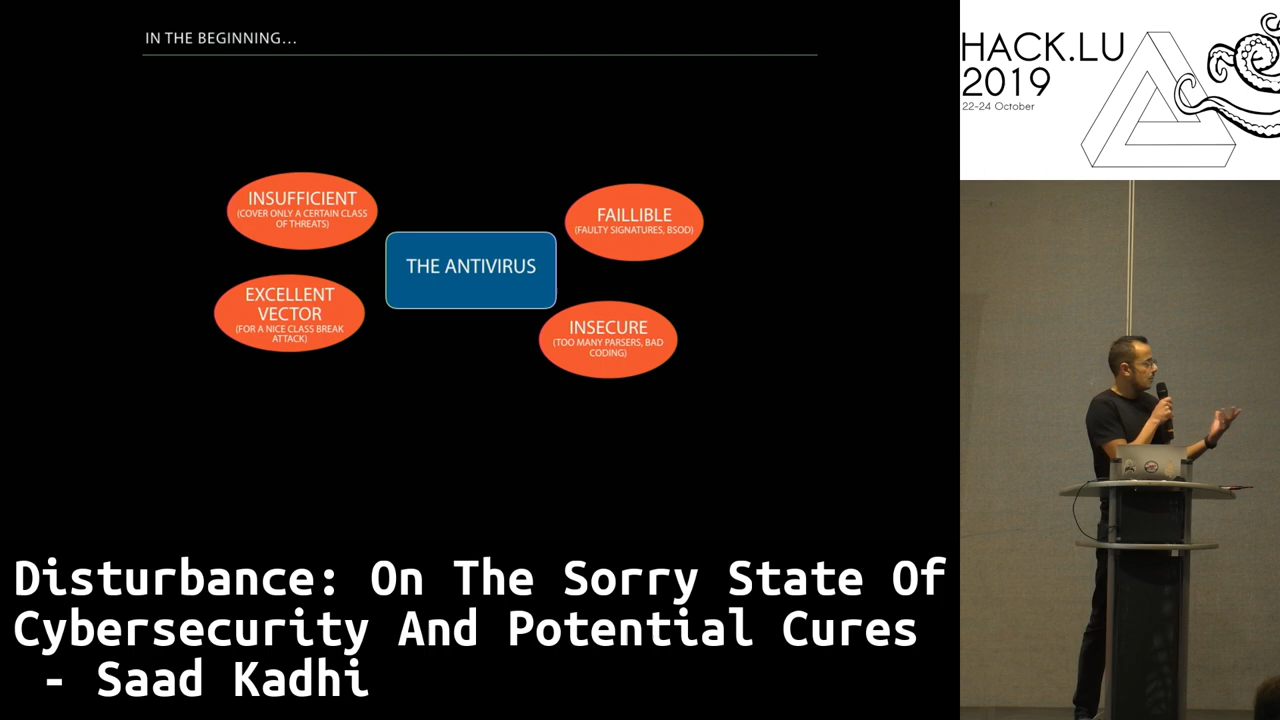 IN THE BEGINNING...
INSUFFICIENT
(COVER ONLY A CERTAIN CLASS
OF THREATS)
FAILLIBLE
(FAULTY SIGNATURES, BSOD)
THE ANTIVIRUS
EXCELLENT
VECTOR
(FOR A NICE CLASS BREAK
ATTACK)
INSECURE
(TOO MANY PARSERS, BAD
CODING)
HACK.LU
2019
22-24 October
Disturbance: On The Sorry State Of
Cybersecurity And Potential Cures
- Saad Kadhi